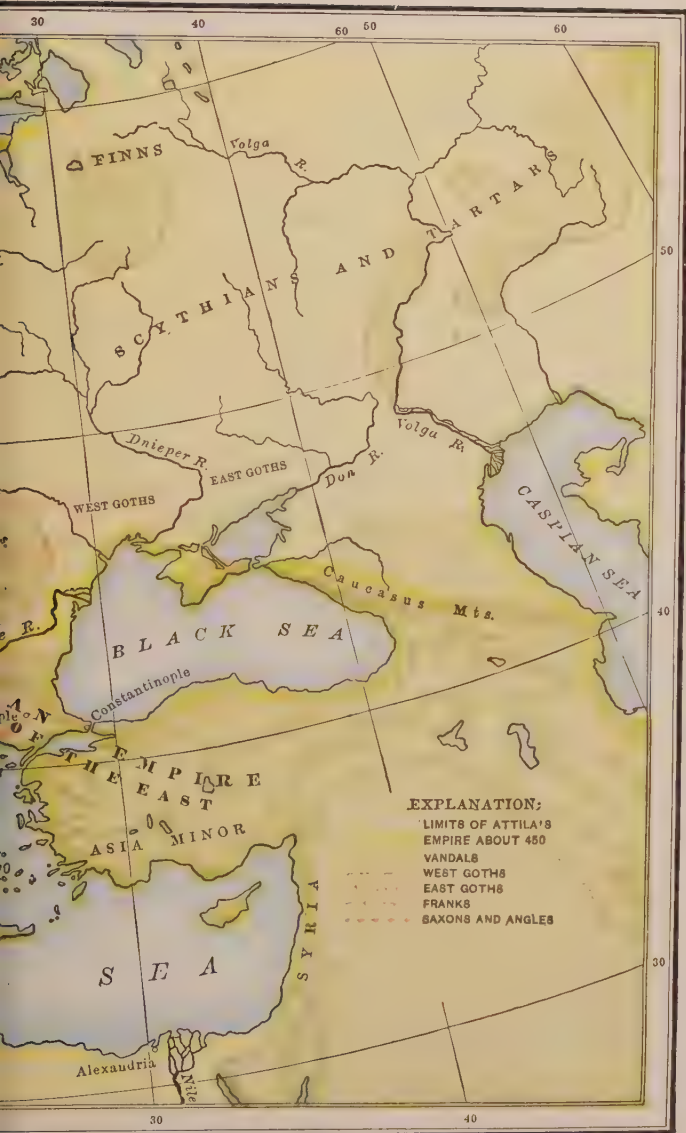 30
40
60
50
60
FINNS
Volga R.
SCYTHIANS AND TARTARS
50
Dnieper R.
EAST GOTHS
Don R.
Volga R.
WEST GOTHS
CASPIAN SEA
Caucasus Mts.
40
R.
BLACK SEA
Constantinople
OF
EMPIRE
THE EAST
ASIA MINOR
EXPLANATION:
LIMITS OF ATTILA'S
EMPIRE ABOUT 450
VANDALS
WEST GOTHS
EAST GOTHS
FRANKS
SAXONS AND ANGLES
SYRIA
SEA
30
Alexandria
Nile
30
40